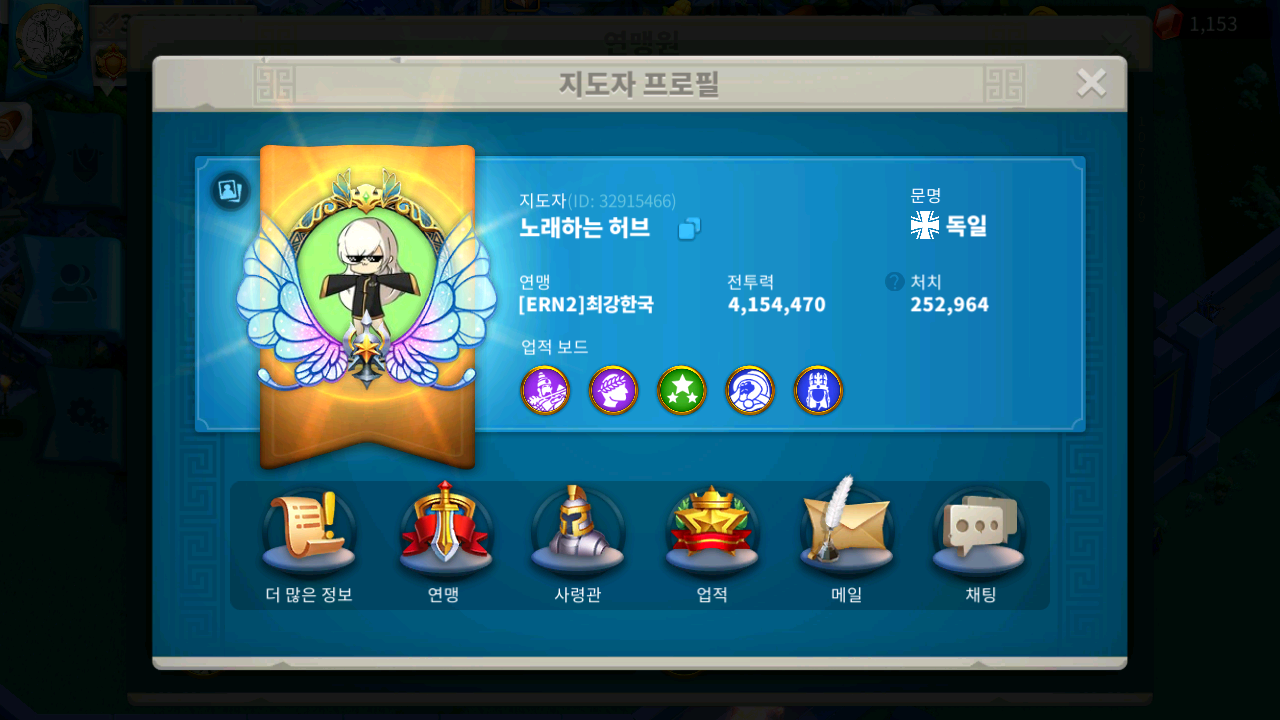 연맹원
1,153
지도자 프로필
지도자(ID: 32915466)
노래하는 허브
문명
독일
연맹
[ERN2]최강한국
전투력
4,154,470
? 처치
252,964
업적 보드
더 많은 정보
연맹
사령관
업적
메일
채팅